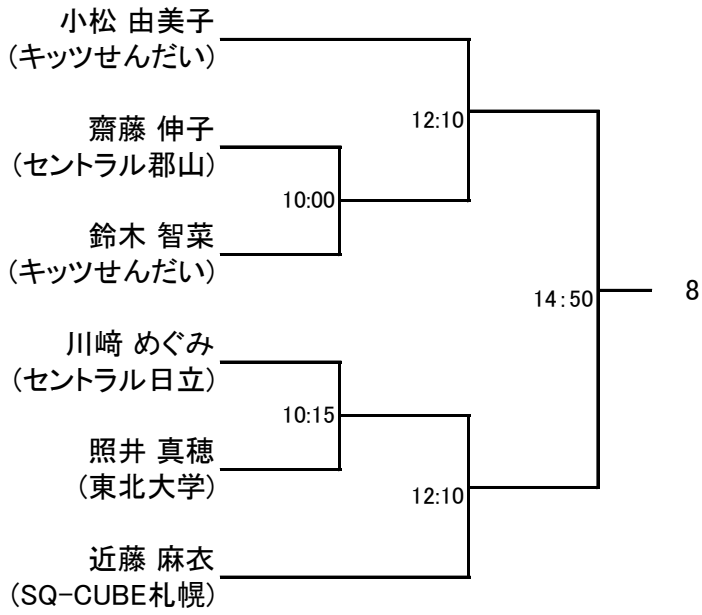 小松 由美子
(キッツせんだい)
12:10
齋藤 伸子
(セントラル郡山)
10:00
鈴木 智菜
(キッツせんだい)
14:50
8
川﨑 めぐみ
(セントラル日立)
10:15
照井 真穂
(東北大学)
12:10
近藤 麻衣
(SQ-CUBE札幌)